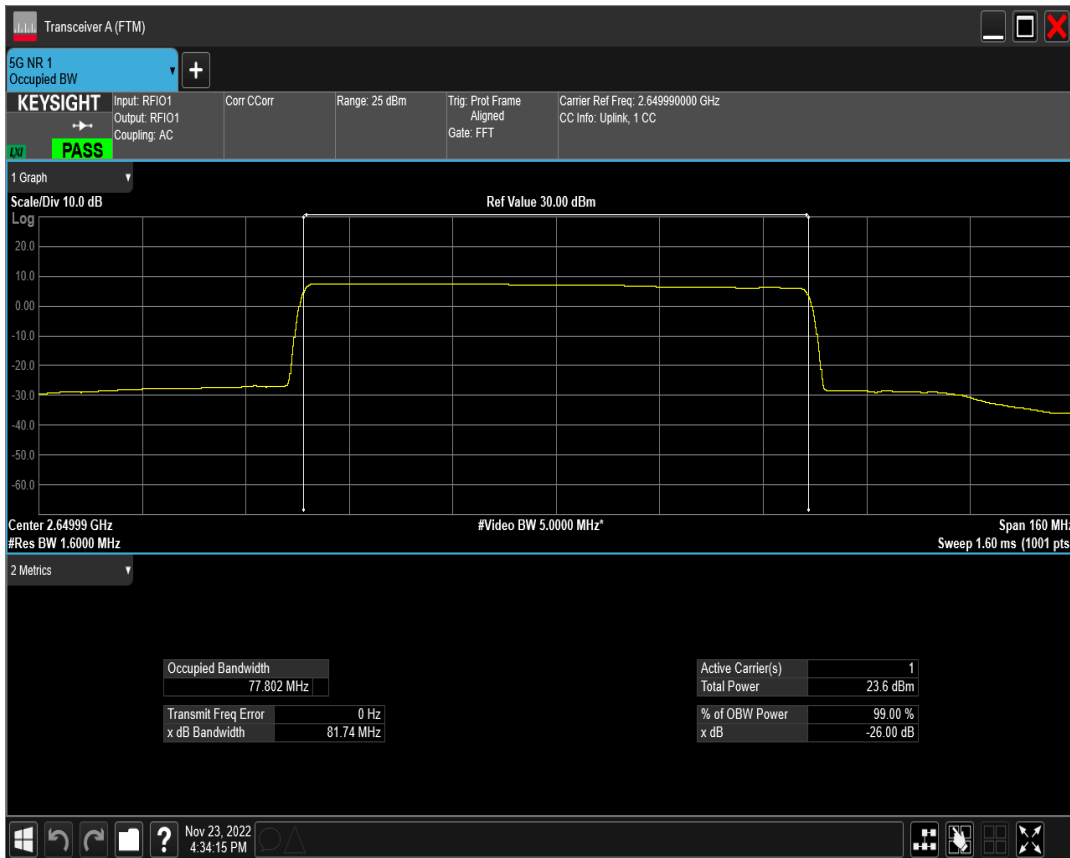 Transceiver A (FTM)
5G NR 1
Occupied BW
+
KEYSIGHT
LXI
PASS
Input: RFIO1
Output: RFIO1
Coupling: AC
Corr CCorr
Range: 25 dBm
Trig: Prot Frame
Aligned
Gate: FFT
Carrier Ref Freq: 2.649990000 GHz
CC Info: Uplink, 1 CC
1 Graph
Scale/Div 10.0 dB
Ref Value 30.00 dBm
Log
20.0
10.0
0.00
-10.0
-20.0
-30.0
-40.0
-50.0
-60.0
Center 2.64999 GHz
#Video BW 5.0000 MHz*
Span 160 MHz
#Res BW 1.6000 MHz
Sweep 1.60 ms (1001 pts
2 Metrics
Occupied Bandwidth
77.802 MHz
Transmit Freq Error 0 Hz
x dB Bandwidth 81.74 MHz
Active Carrier(s) 1
Total Power 23.6 dBm
% of OBW Power 99.00 %
x dB -26.00 dB
?
Nov 23, 2022
4:34:15 PM